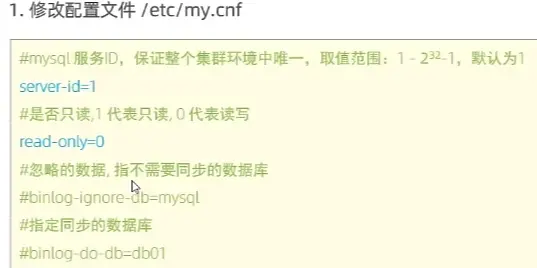 1. 修改配置文件 /etc/my.cnf
#mysql 服务ID，保证整个集群环境中唯一，取值范围：1 - 2³²-1，默认为1
server-id=1
#是否只读,1 代表只读, 0 代表读写
read-only=0
#忽略的数据, 指不需要同步的数据库
#binlog-ignore-db=mysql
#指定同步的数据库
#binlog-do-db=db01